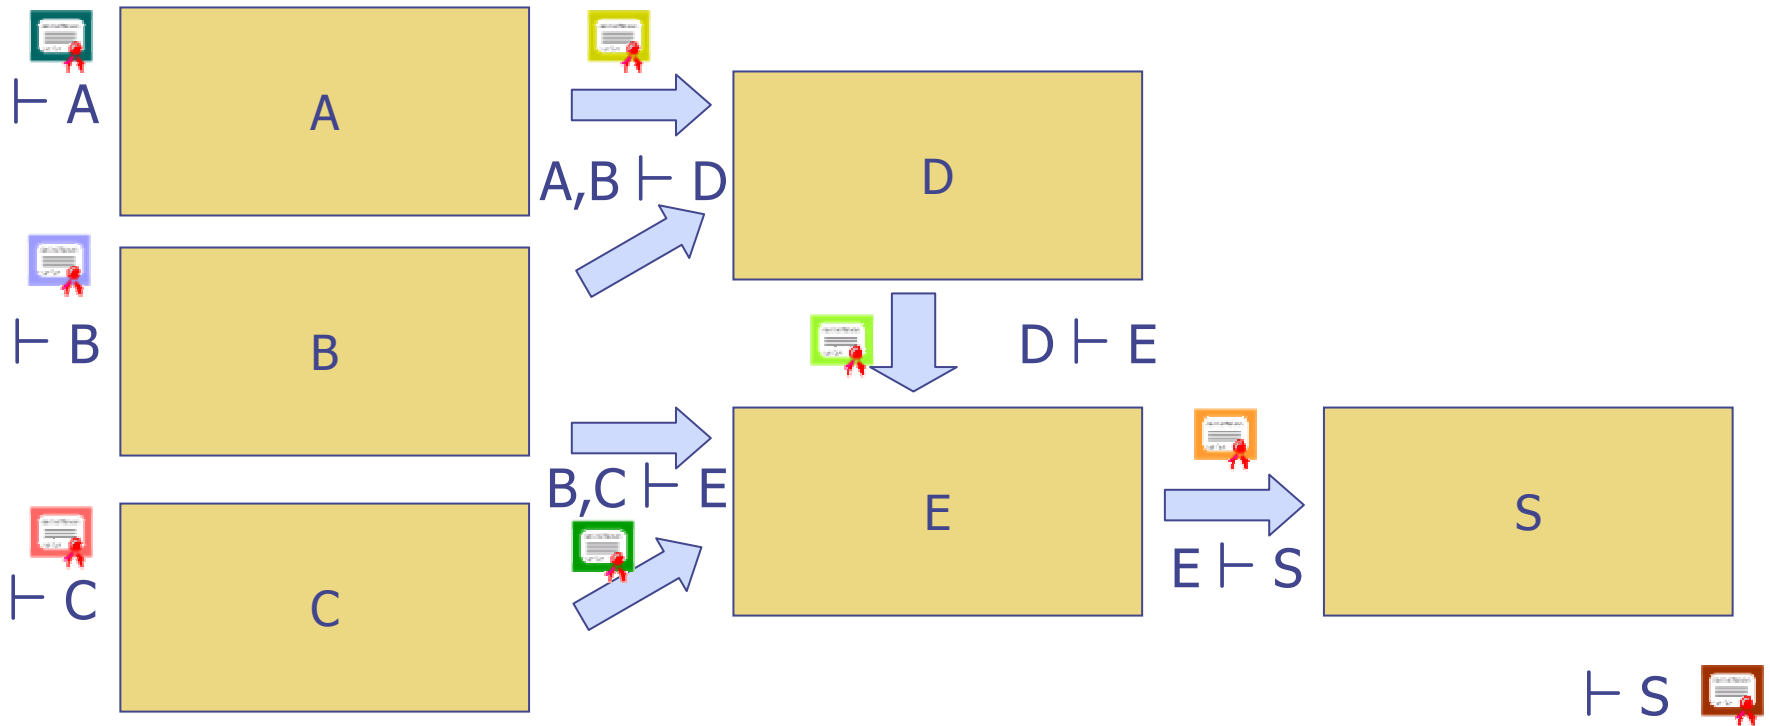 ⊢ A
A
A,B ⊢ D
D
⊢ B
B
D ⊢ E
B,C ⊢ E
E
E ⊢ S
S
⊢ C
C
⊢ S